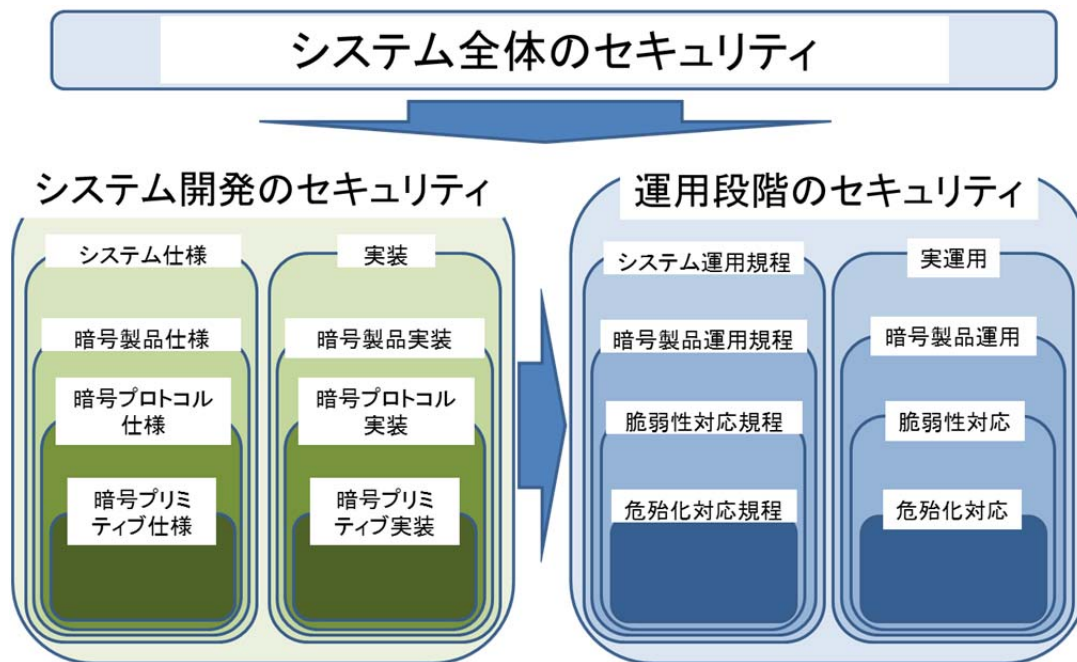 システム全体のセキュリティ
システム開発のセキュリティ
システム仕様
実装
暗号製品仕様
暗号製品実装
暗号プロトコル
仕様
暗号プロトコル
実装
暗号プリミ
ティブ仕様
暗号プリミ
ティブ実装
運用段階のセキュリティ
システム運用規程
実運用
暗号製品運用規程
暗号製品運用
脆弱性対応規程
脆弱性対応
危殆化対応規程
危殆化対応